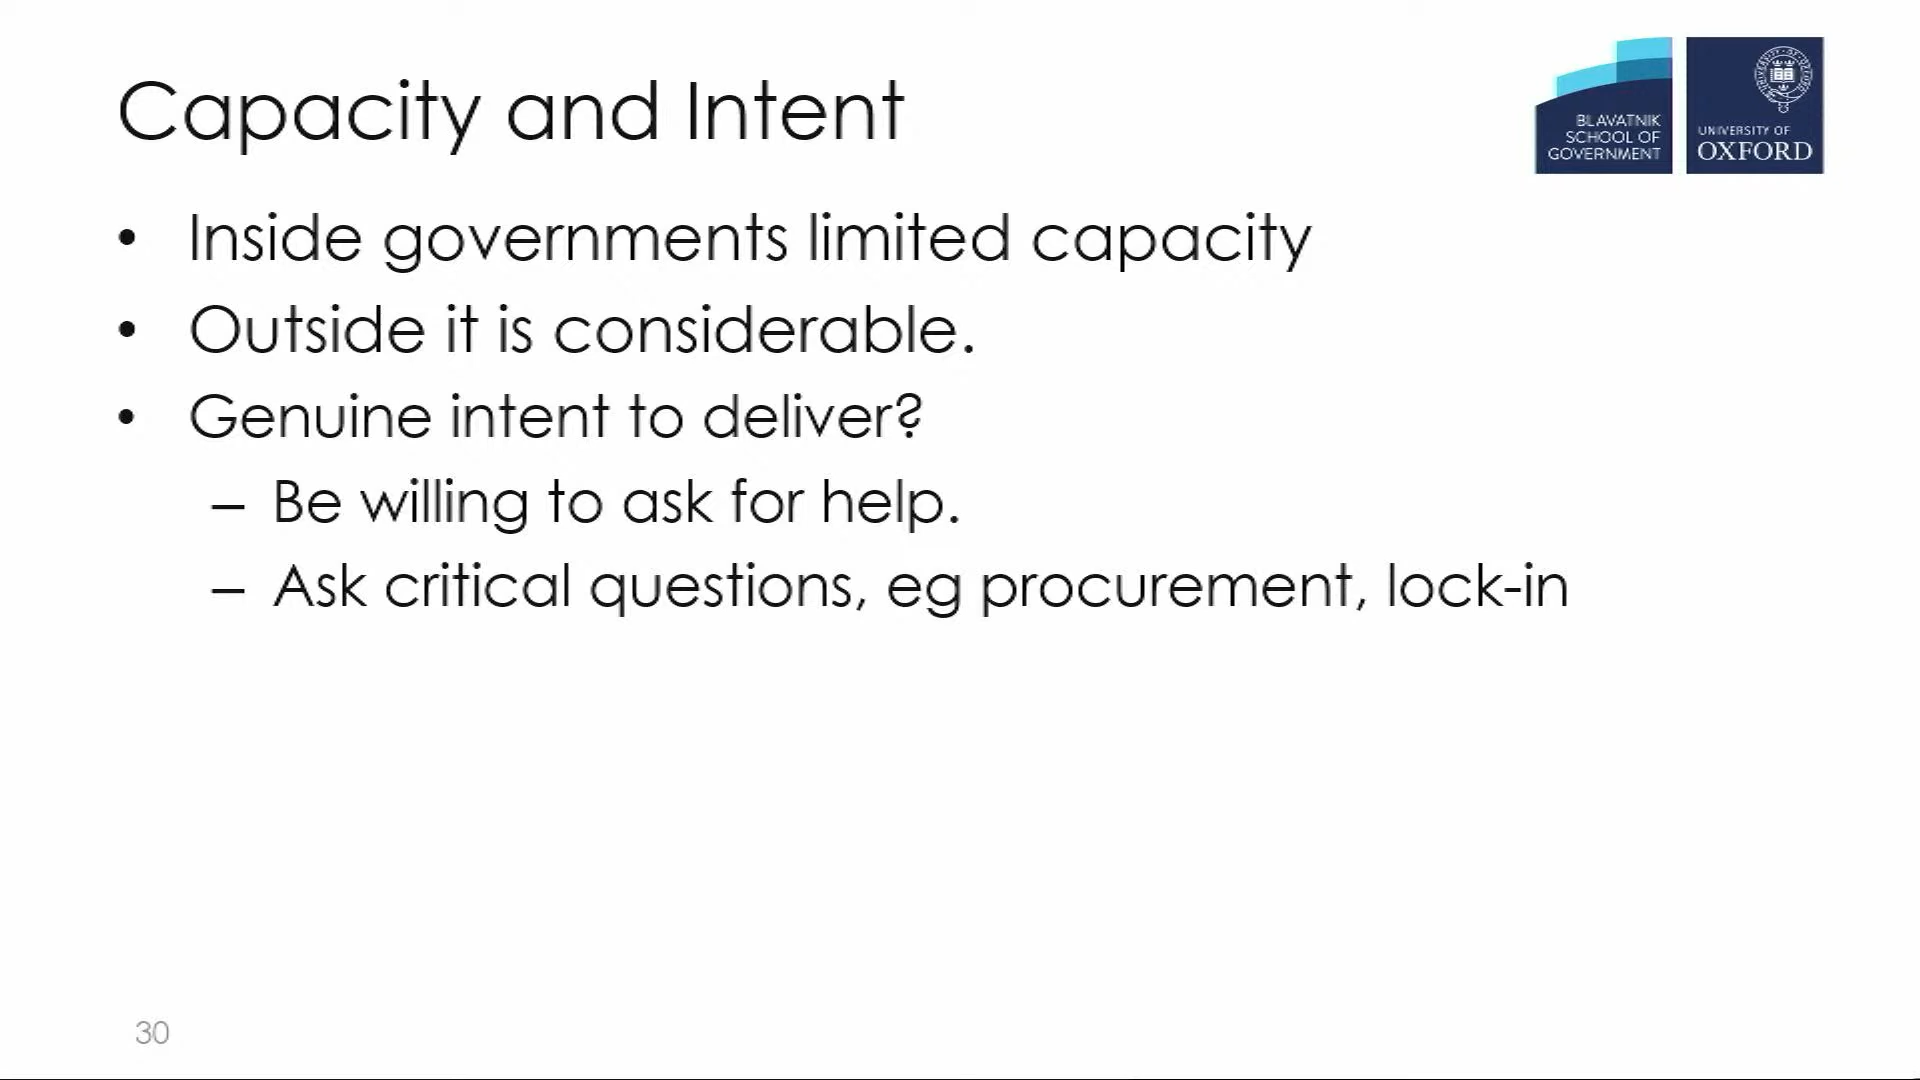 Capacity and Intent
BLAVATNIK
SCHOOL OF
GOVERNMENT
UNIVERSITY OF
OXFORD
• Inside governments limited capacity
• Outside it is considerable.
• Genuine intent to deliver?
– Be willing to ask for help.
– Ask critical questions, eg procurement, lock-in
30